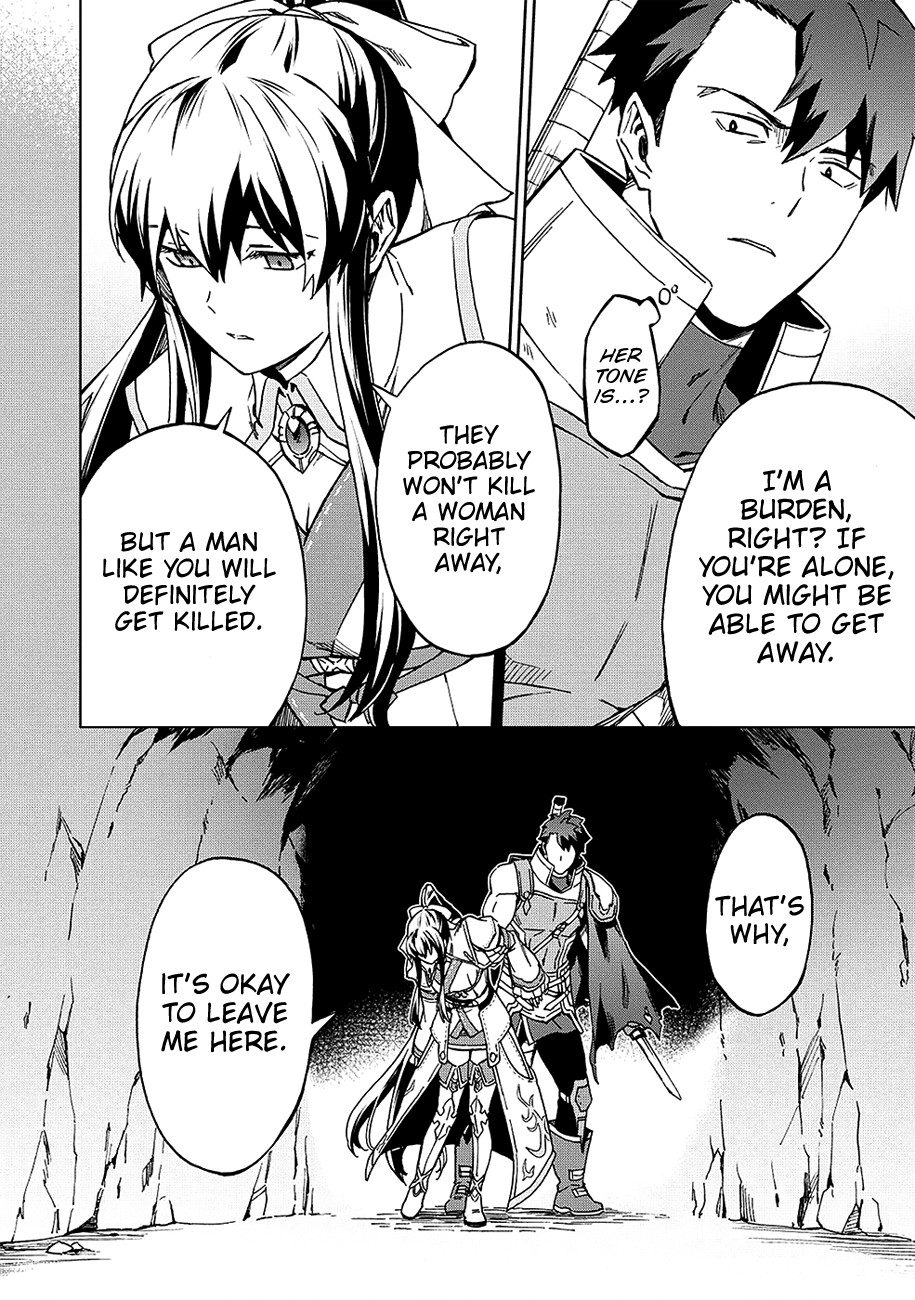 I'M A
BURDEN,
RIGHT? IF
YOU'RE ALONE,
YOU MIGHT BE
ABLE TO GET
AWAY.
HER
TONE
IS...?
THEY
PROBABLY
WON'T KILL
A WOMAN
RIGHT
AWAY,
BUT A MAN
LIKE YOU WILL
DEFINITELY
GET KILLED.
THAT'S
WHY,
IT'S OKAY
TO LEAVE
ME HERE.